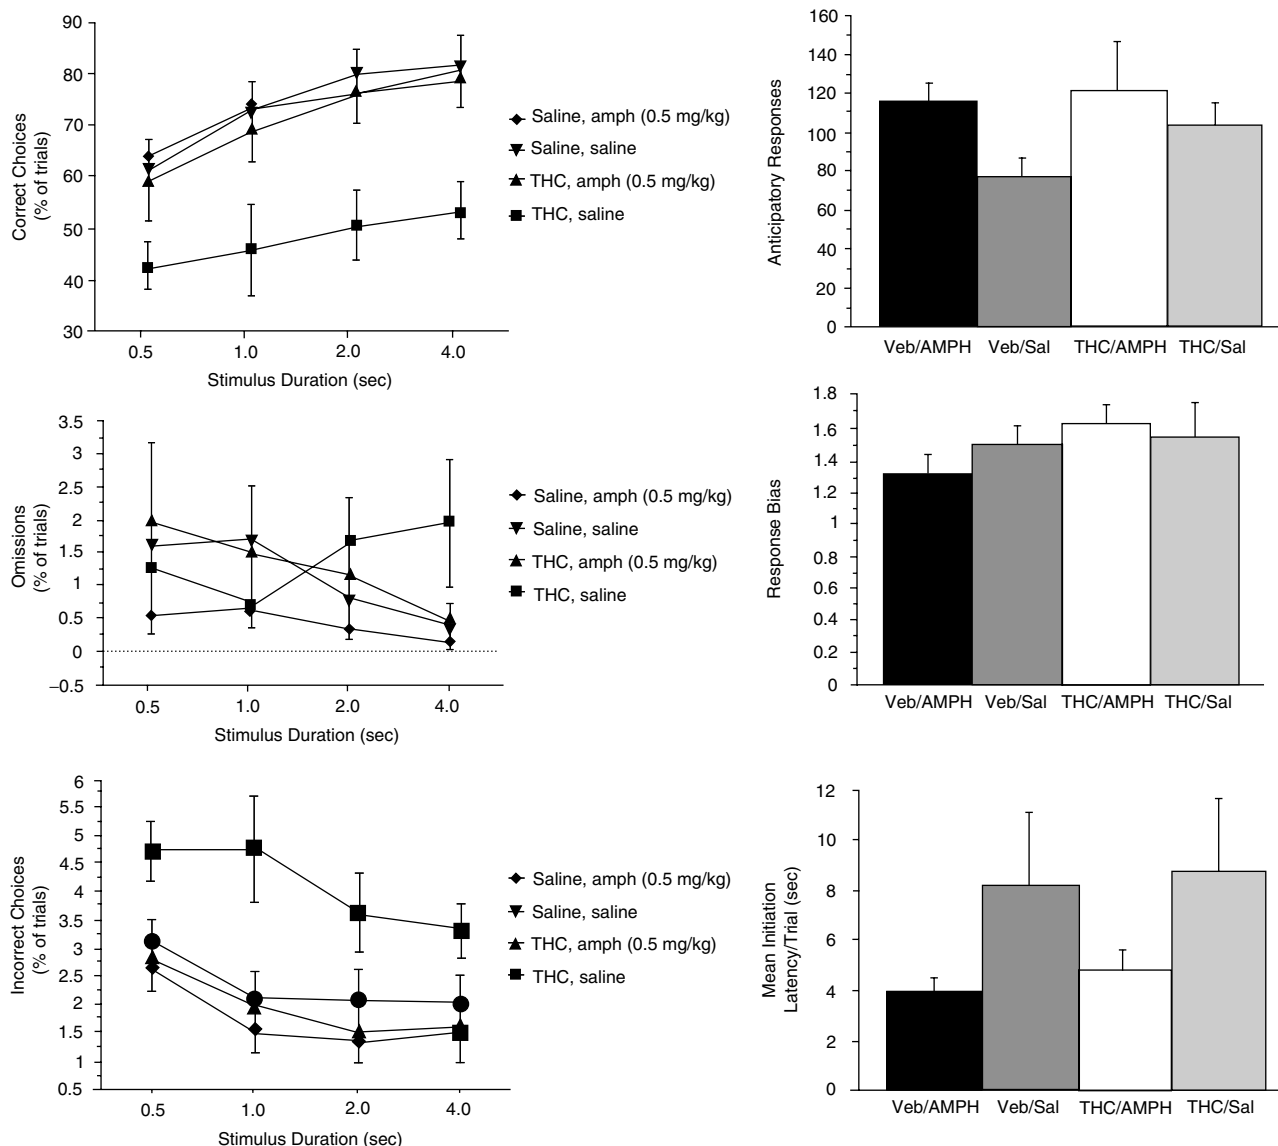 90
80
70
60
50
40
30
Correct Choices
(% of trials)
0.5 1.0 2.0 4.0
Stimulus Duration (sec)
Saline, amph (0.5 mg/kg)
Saline, saline
THC, amph (0.5 mg/kg)
THC, saline
160
140
120
100
80
60
40
20
0
Anticipatory Responses
Veb/AMPH Veb/Sal THC/AMPH THC/Sal
3.5
3
2.5
2
1.5
1
0.5
0
−0.5
Omissions
(% of trials)
0.5 1.0 2.0 4.0
Stimulus Duration (sec)
Saline, amph (0.5 mg/kg)
Saline, saline
THC, amph (0.5 mg/kg)
THC, saline
1.8
1.6
1.4
1.2
1
0.8
0.6
0.4
0.2
0
Response Bias
Veb/AMPH Veb/Sal THC/AMPH THC/Sal
6
5.5
5
4.5
4
3.5
3
2.5
2
1.5
1
0.5
Incorrect Choices
(% of trials)
0.5 1.0 2.0 4.0
Stimulus Duration (sec)
Saline, amph (0.5 mg/kg)
Saline, saline
THC, amph (0.5 mg/kg)
THC, saline
12
10
8
6
4
2
0
Mean Initiation
Latency/Trial (sec)
Veb/AMPH Veb/Sal THC/AMPH THC/Sal